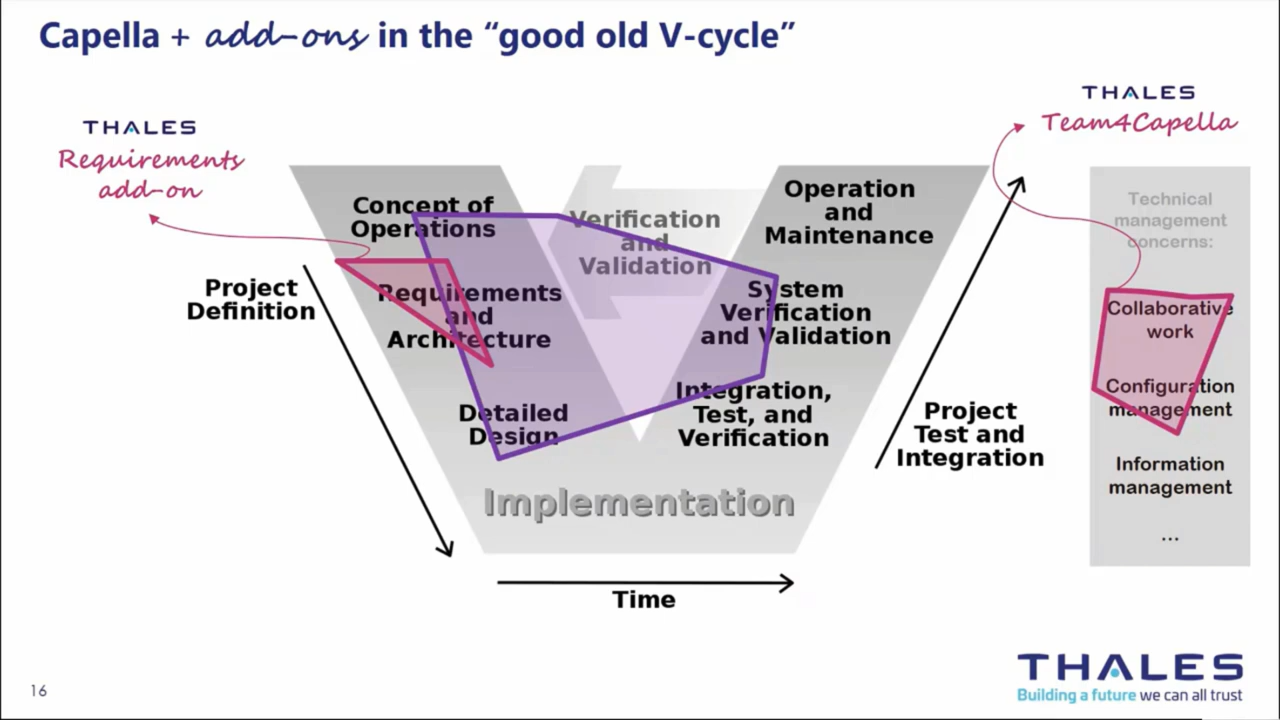 Capella + add-ons in the “good old V-cycle”
THALES
Requirements
add-on
THALES
Team4Capella
Concept of
Operations
Verification
and
Validation
Operation
and
Maintenance
Technical
management
concerns:
Project
Definition
Requirements
and
Architecture
System
Verification
and Validation
Collaborative
work
Detailed
Design
Integration,
Test, and
Verification
Project
Test and
Integration
Configuration
management
Information
management
...
Implementation
Time
16
THALES
Building a future we can all trust